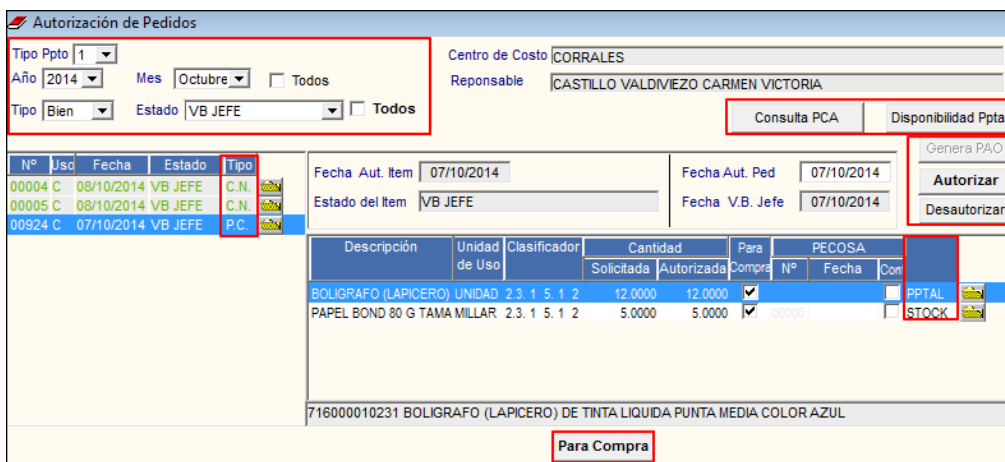 Autorización de Pedidos
Tipo Ppto 1
Centro de Costo CORRALES
Año 2014 Mes Octubre Todos
Reponsable CASTILLO VALDIVIEZO CARMEN VICTORIA
Tipo Bien Estado VB JEFE Todos
Consulta PCA Disponibilidad Ppta
Genera PAO
Autorizar
Desautorizar
Nº Uso Fecha Estado Tipo
00004 C 08/10/2014 VB JEFE C.N.
00005 C 08/10/2014 VB JEFE C.N.
00924 C 07/10/2014 VB JEFE P.C.
Fecha Aut. Item 07/10/2014 Fecha Aut. Ped 07/10/2014
Estado del Item VB JEFE Fecha V.B. Jefe 07/10/2014
Descripción Unidad de Uso Clasificador Cantidad Para Compra PECOSA
Solicitada Autorizada Nº Fecha Conf
BOLIGRAFO (LAPICERO) UNIDAD 2.3. 1 5. 1 2 12.0000 12.0000 PPTAL
PAPEL BOND 80 G TAMA MILLAR 2.3. 1 5. 1 2 5.0000 5.0000 00000 STOCK
716000010231 BOLIGRAFO (LAPICERO) DE TINTA LIQUIDA PUNTA MEDIA COLOR AZUL
Para Compra